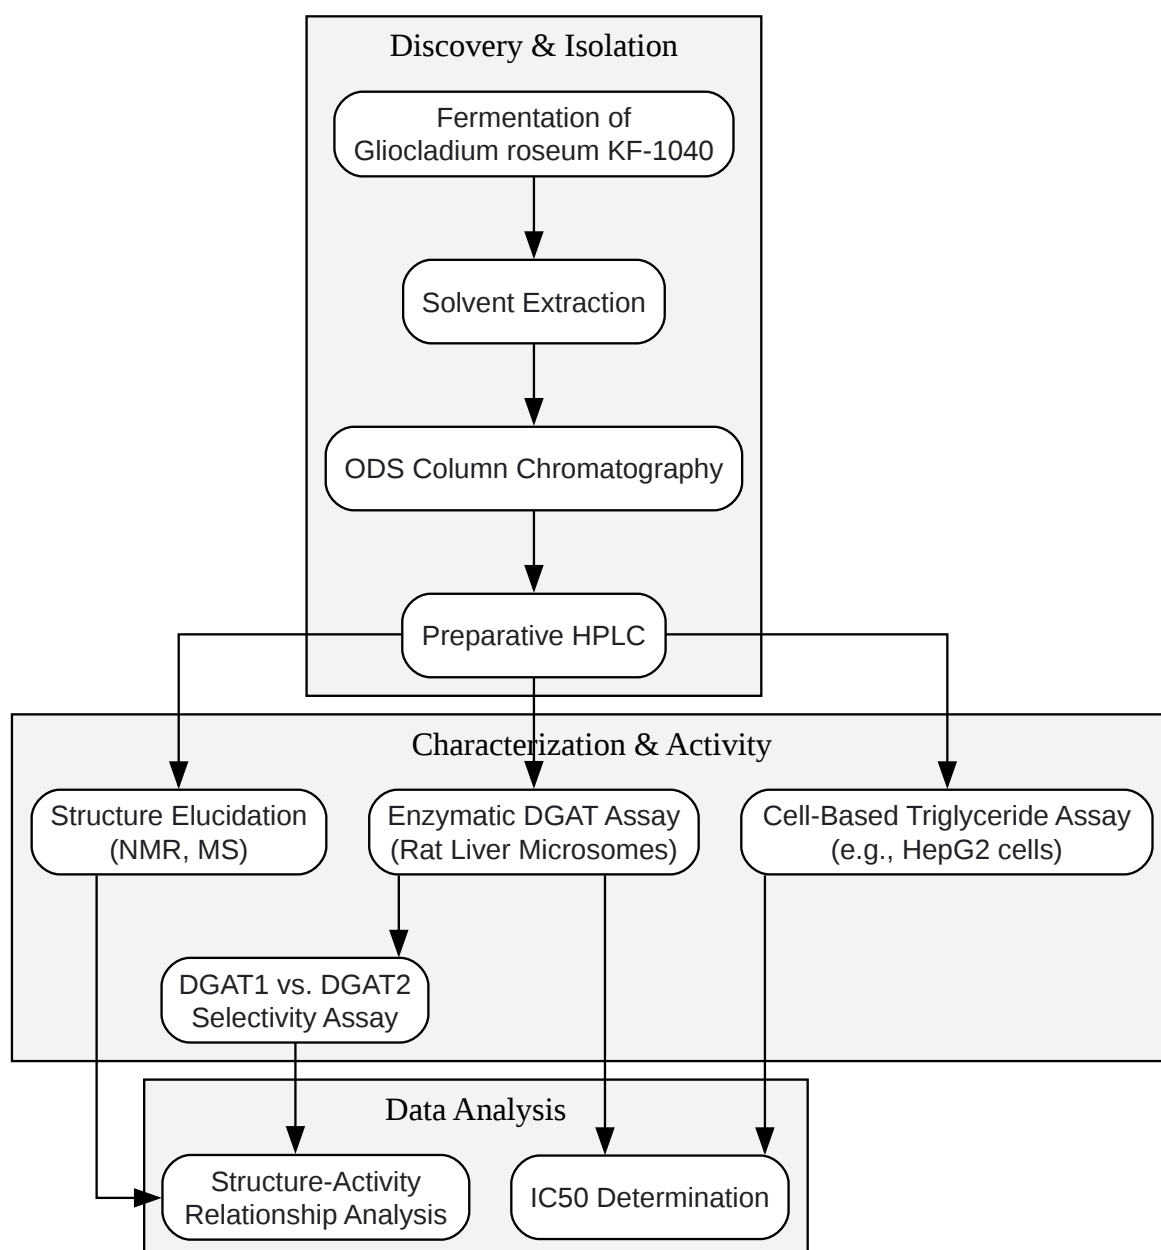 Discovery & Isolation
Fermentation of
Gliocladium roseum KF-1040
Solvent Extraction
ODS Column Chromatography
Preparative HPLC
Characterization & Activity
Structure Elucidation
(NMR, MS)
Enzymatic DGAT Assay
(Rat Liver Microsomes)
Cell-Based Triglyceride Assay
(e.g., HepG2 cells)
DGAT1 vs. DGAT2
Selectivity Assay
Data Analysis
Structure-Activity
Relationship Analysis
IC50 Determination